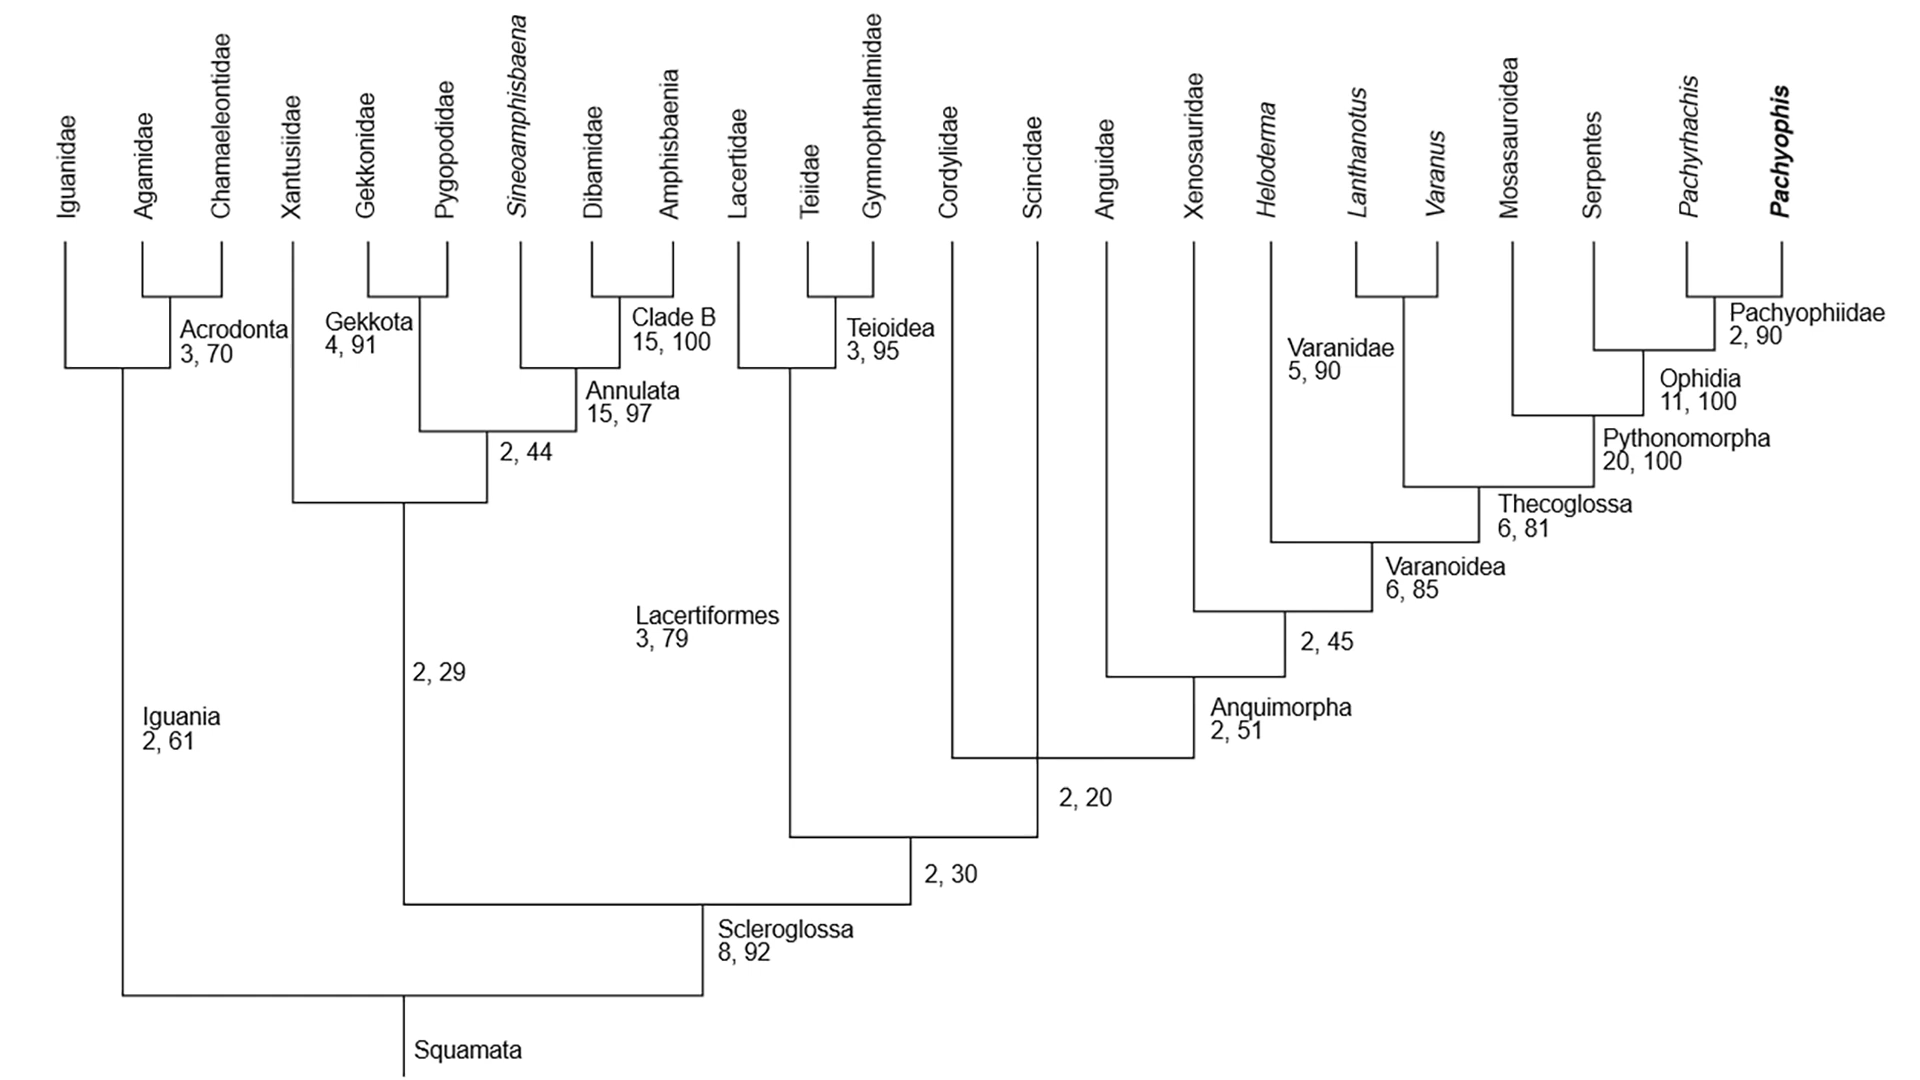 Iguanidae
Agamidae
Chamaeleontidae
Xantusiidae
Gekkonidae
Pygopodidae
Sineoamphisbaena
Dibamidae
Amphisbaenia
Lacertidae
Teiidae
Gymnophthalmidae
Cordylidae
Scincidae
Anguidae
Xenosauridae
Heloderma
Lanthanotus
Varanus
Mosasauroidea
Serpentes
Pachyrhachis
Pachyophis
Acrodonta
3, 70
Gekkota
4, 91
Clade B
15, 100
Teioidea
3, 95
Varanidae
5, 90
Pachyophiidae
2, 90
Annulata
15, 97
Ophidia
11, 100
2, 44
Pythonomorpha
20, 100
Thecoglossa
6, 81
Varanoidea
6, 85
Lacertiformes
3, 79
2, 45
2, 29
Iguania
2, 61
Anquimorpha
2, 51
2, 20
2, 30
Scleroglossa
8, 92
Squamata